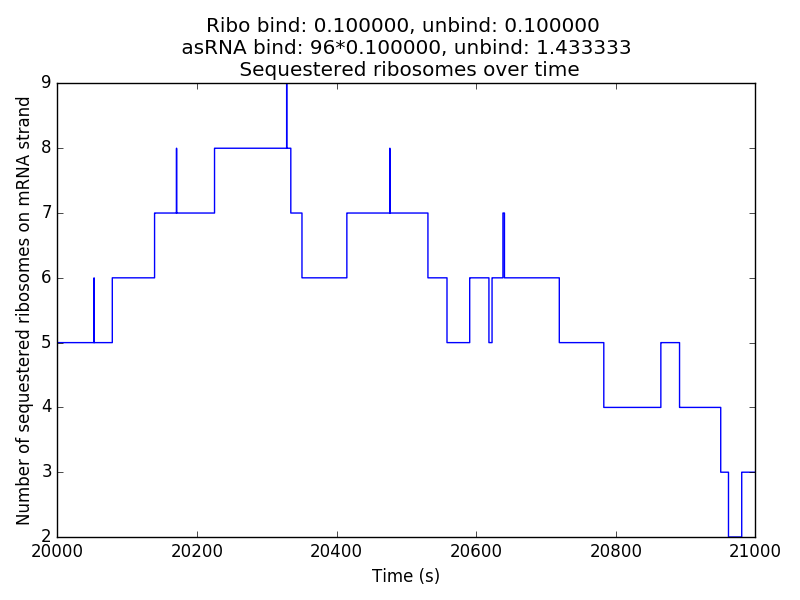 Ribo bind: 0.100000, unbind: 0.100000
asRNA bind: 96*0.100000, unbind: 1.433333
Sequestered ribosomes over time
Number of sequestered ribosomes on mRNA strand
9
8
7
6
5
4
3
2
20000 20200 20400 20600 20800 21000
Time (s)